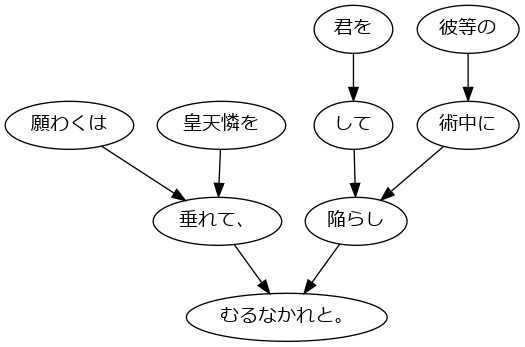 君を
彼等の
願わくは
皇天憐を
して
術中に
垂れて、
陥らし
むるなかれと。